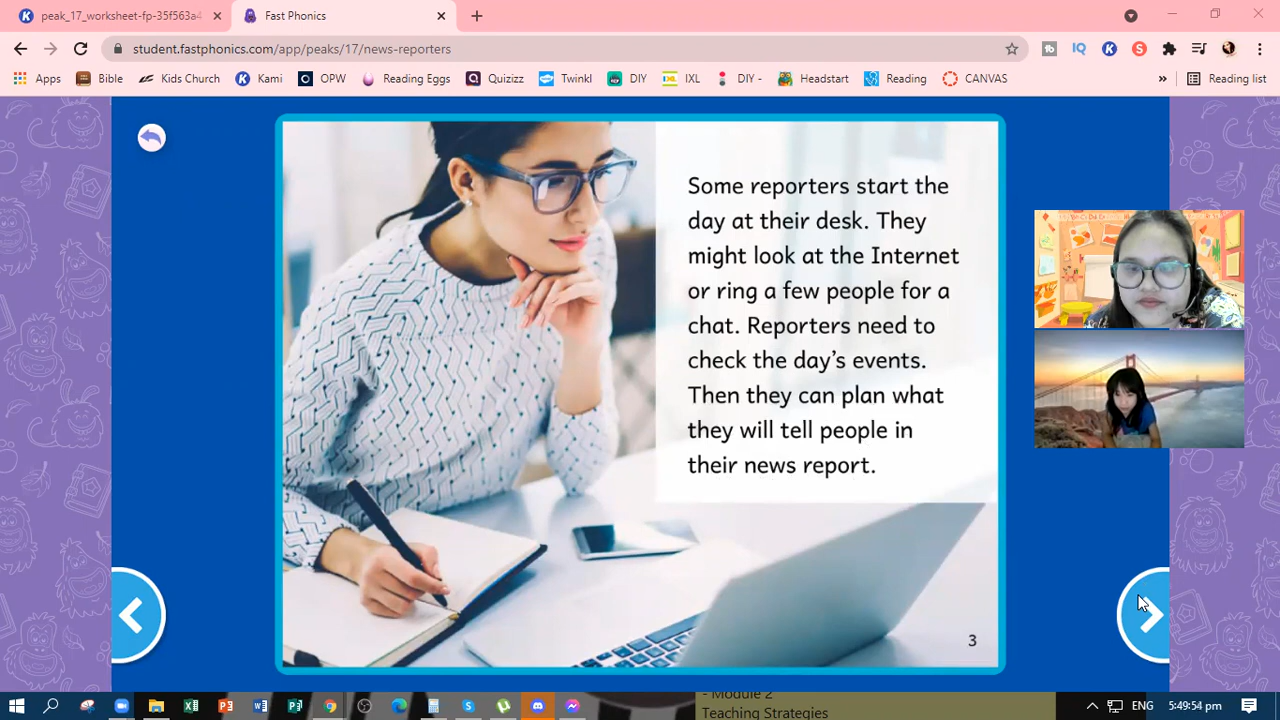 peak_17_worksheet-fp-35f563a4
Fast Phonics
student.fastphonics.com/app/peaks/17/news-reporters
Apps Bible Kids Church Kami OPW Reading Eggs Quizizz Twinkl DIY IXL DIY - Headstart Reading CANVAS » Reading list
Some reporters start the
day at their desk. They
might look at the Internet
or ring a few people for a
chat. Reporters need to
check the day's events.
Then they can plan what
they will tell people in
their news report.
3
- Module 2
Teaching Strategies
ENG 5:49:54 pm